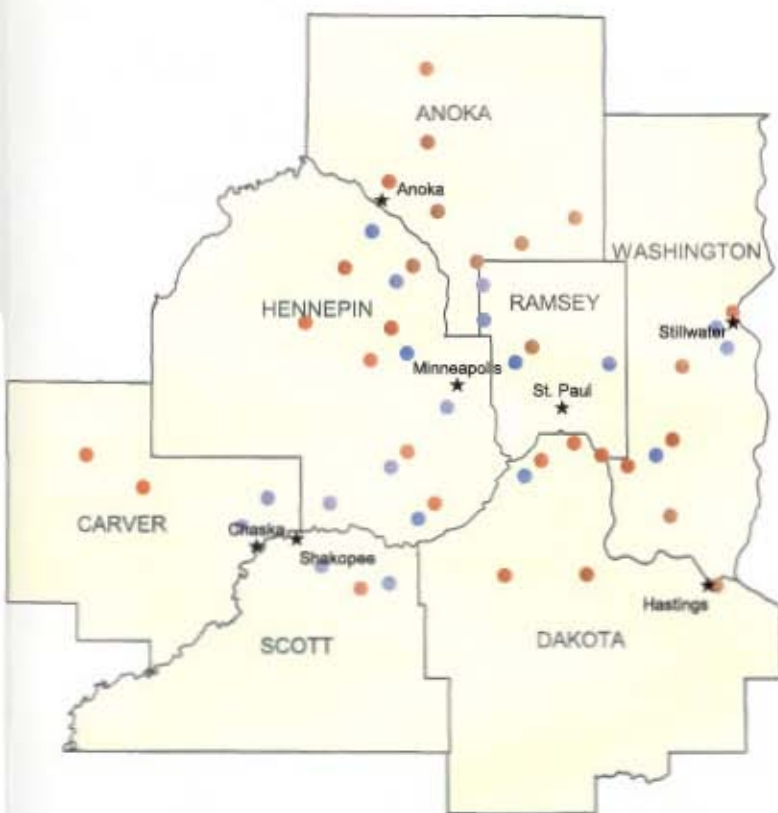 ANOKA
Anoka
WASHINGTON
HENNEPIN
RAMSEY
Stillwater
Minneapolis
St. Paul
CARVER
Chaska
Shakopee
Hastings
SCOTT
DAKOTA